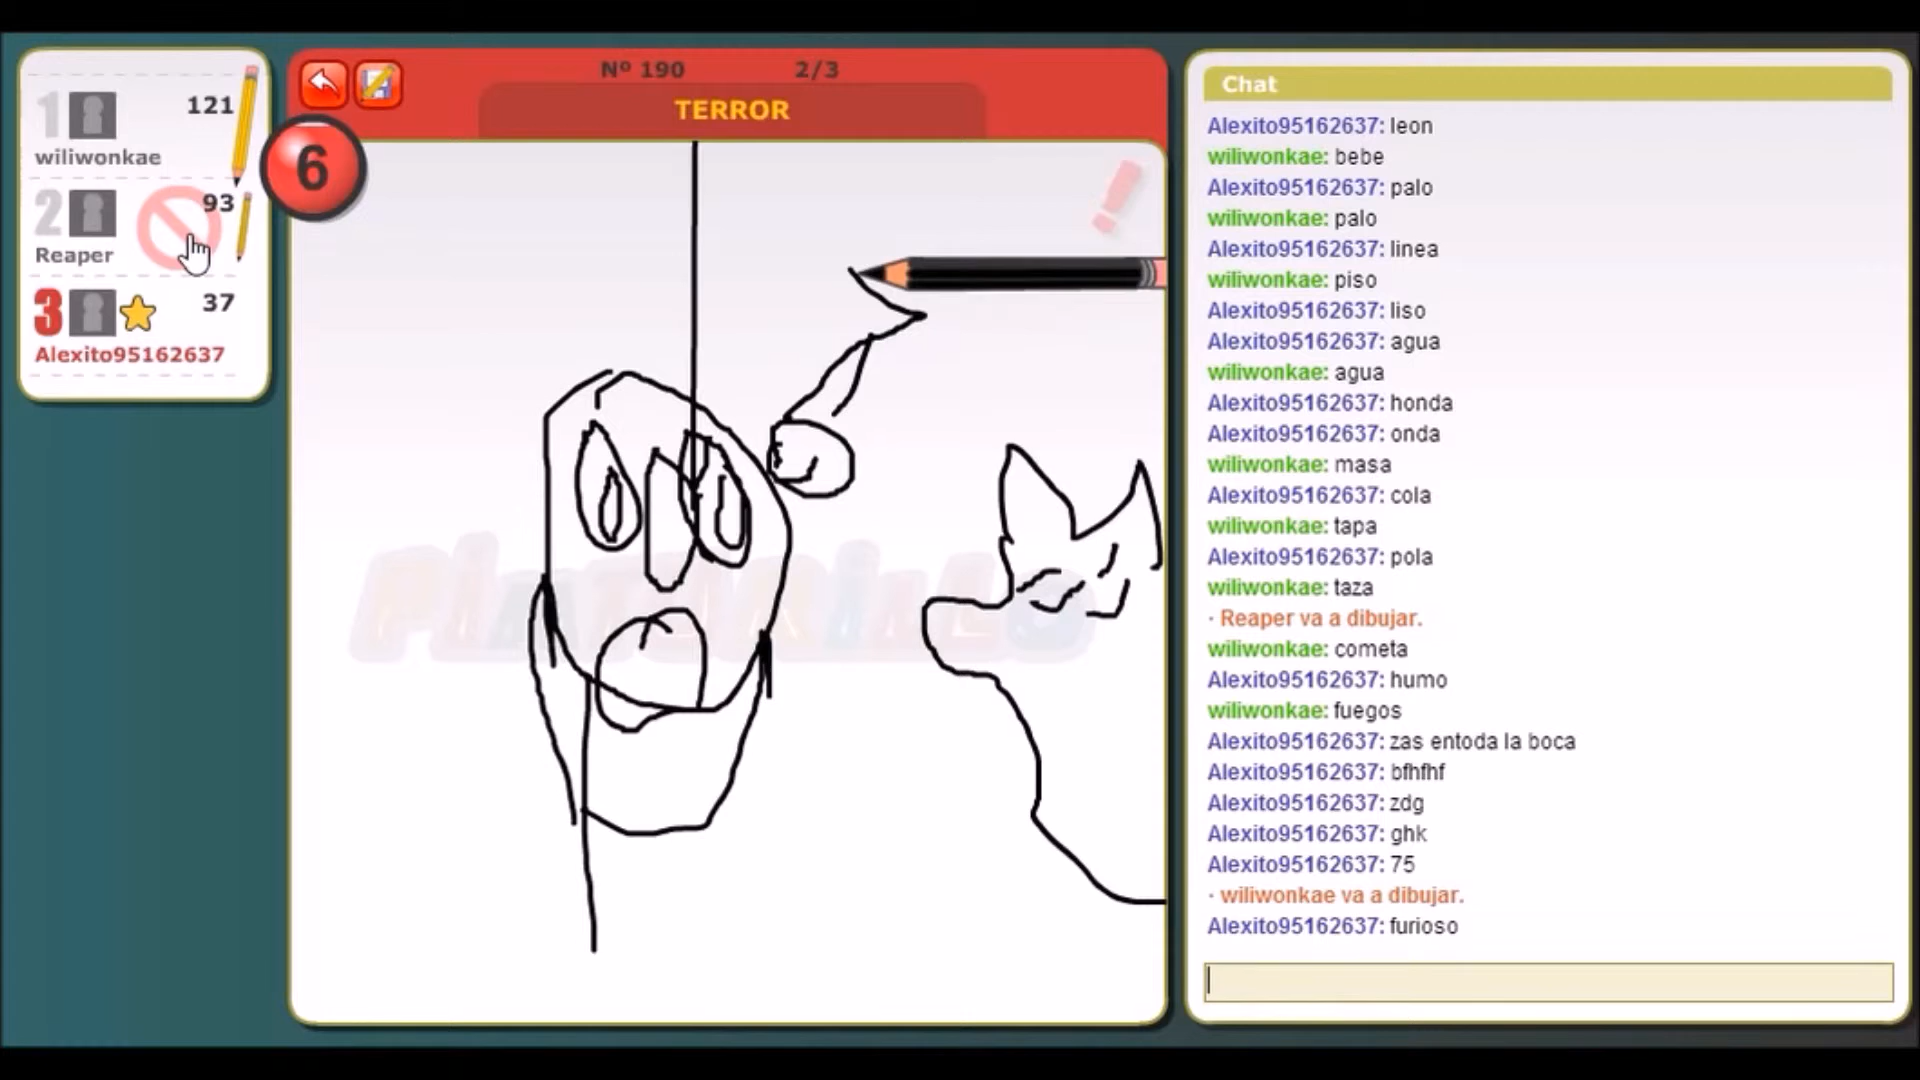 1
121
wiliwonkae
2
93
Reaper
3
37
Alexito95162637
6
Nº 190 2/3
TERROR
!
PinTURiLLO
Chat
Alexito95162637: leon
wiliwonkae: bebe
Alexito95162637: palo
wiliwonkae: palo
Alexito95162637: linea
wiliwonkae: piso
Alexito95162637: liso
Alexito95162637: agua
wiliwonkae: agua
Alexito95162637: honda
Alexito95162637: onda
wiliwonkae: masa
Alexito95162637: cola
wiliwonkae: tapa
Alexito95162637: pola
wiliwonkae: taza
· Reaper va a dibujar.
wiliwonkae: cometa
Alexito95162637: humo
wiliwonkae: fuegos
Alexito95162637: zas entoda la boca
Alexito95162637: bfhfhf
Alexito95162637: zdg
Alexito95162637: ghk
Alexito95162637: 75
· wiliwonkae va a dibujar.
Alexito95162637: furioso